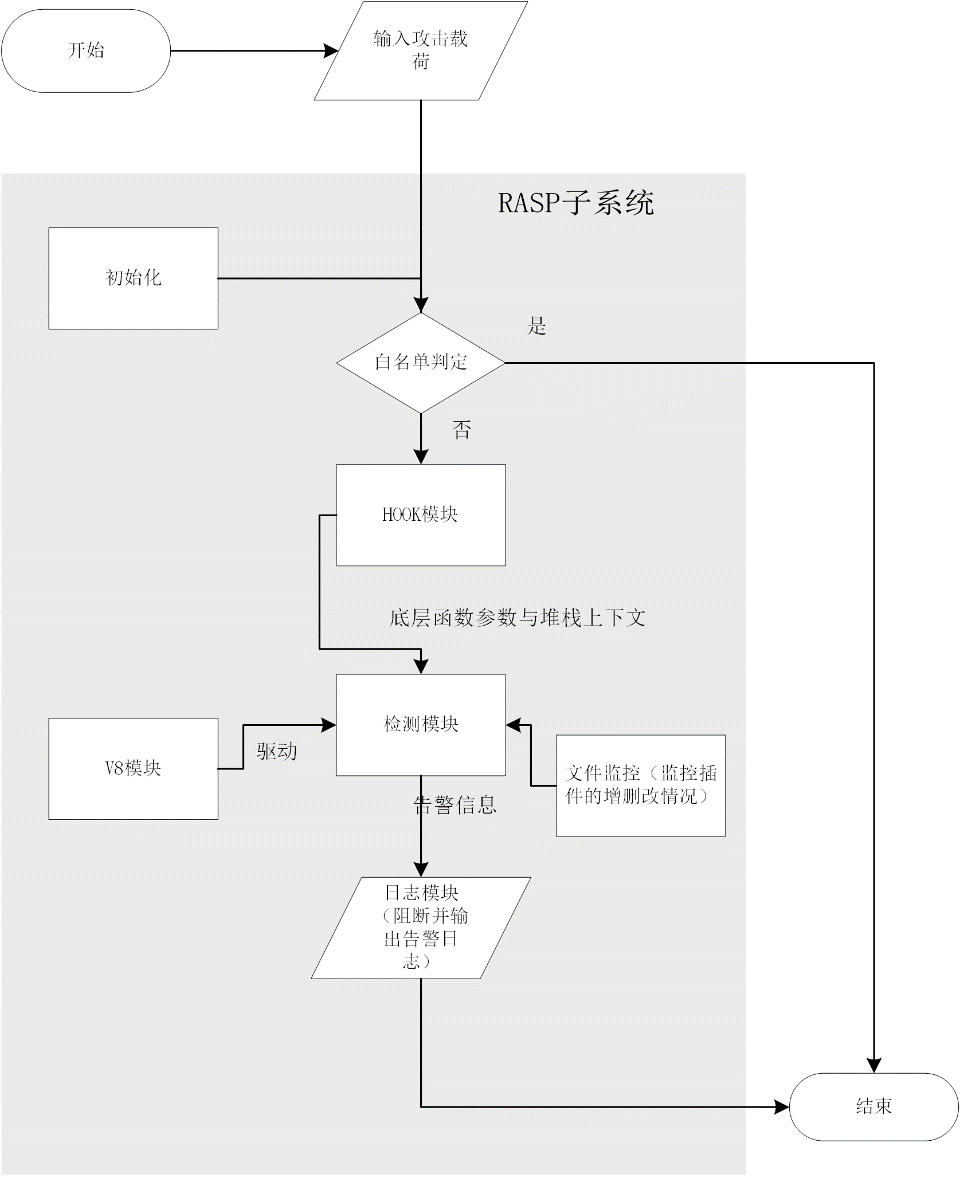 开始
输入攻击载
荷
RASP子系统
初始化
是
白名单判定
否
HOOK模块
底层函数参数与堆栈上下文
检测模块
V8模块
驱动
文件监控（监控插
件的增删改情况）
告警信息
日志模块
（阻断并输
出告警日
志）
结束